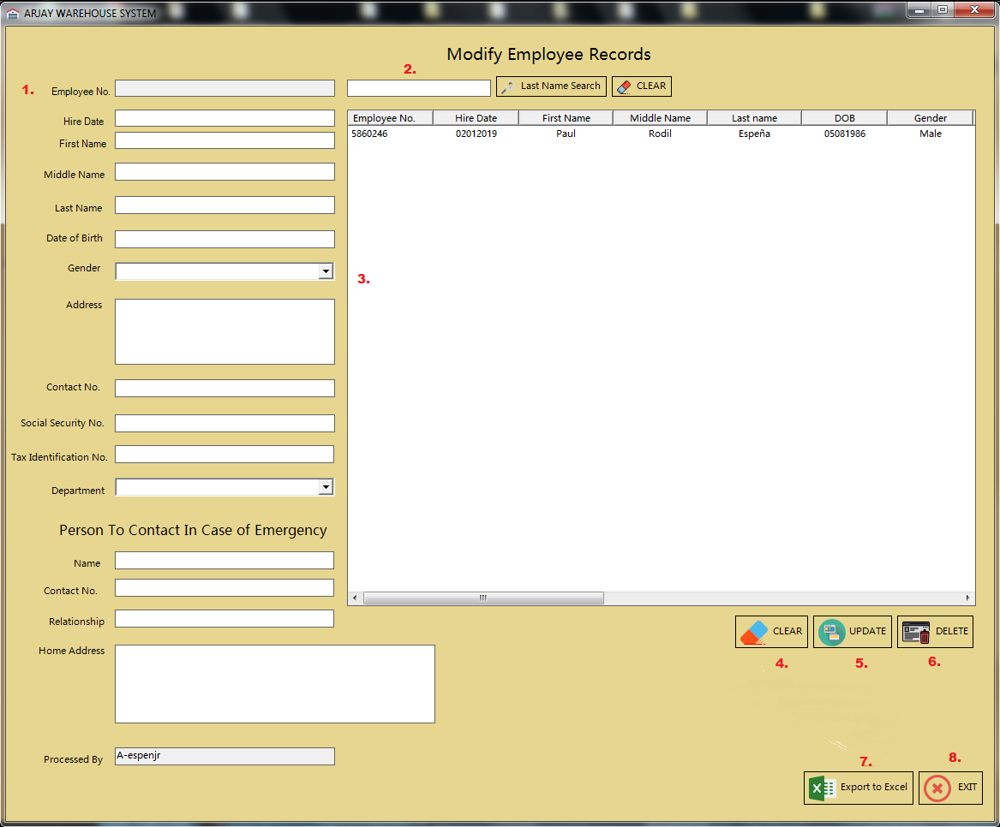 ARJAY WAREHOUSE SYSTEM
Modify Employee Records
1.
Employee No.
2.
Last Name Search
CLEAR
Hire Date
First Name
Middle Name
Last Name
Date of Birth
Gender
Address
Contact No.
Social Security No.
Tax Identification No.
Department
Employee No. Hire Date First Name Middle Name Last name DOB Gender
5860246 02012019 Paul Rodil Espeña 05081986 Male
3.
Person To Contact In Case of Emergency
Name
Contact No.
Relationship
Home Address
Processed By A-espenjr
CLEAR UPDATE DELETE
4. 5. 6.
7. 8.
Export to Excel EXIT